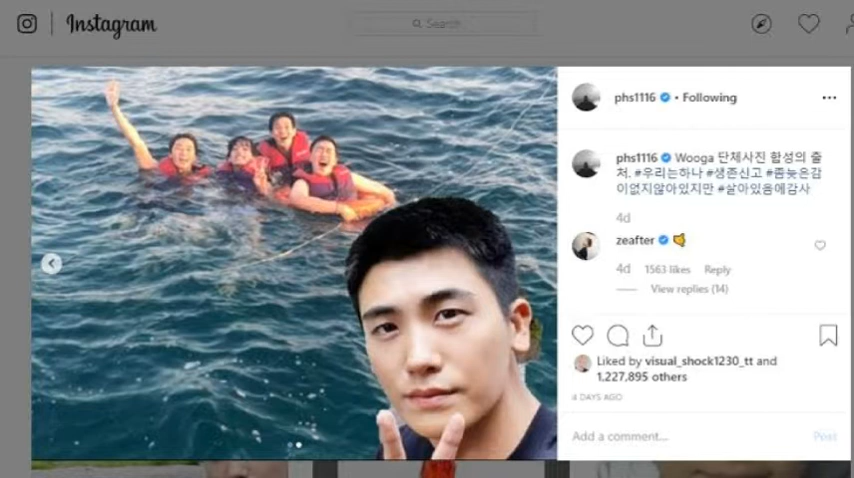 Instagram
Search
phs1116 • Following
phs1116 Wooga 단체사진 합성의 출
처. #우리는하나 #생존신고 #좀늦은감
이없지않아있지만 #살아있음에감사
4d
zeafter
4d 1563 likes Reply
View replies (14)
Liked by visual_shock1230_tt and
1,227,895 others
4 DAYS AGO
Add a comment...
Post